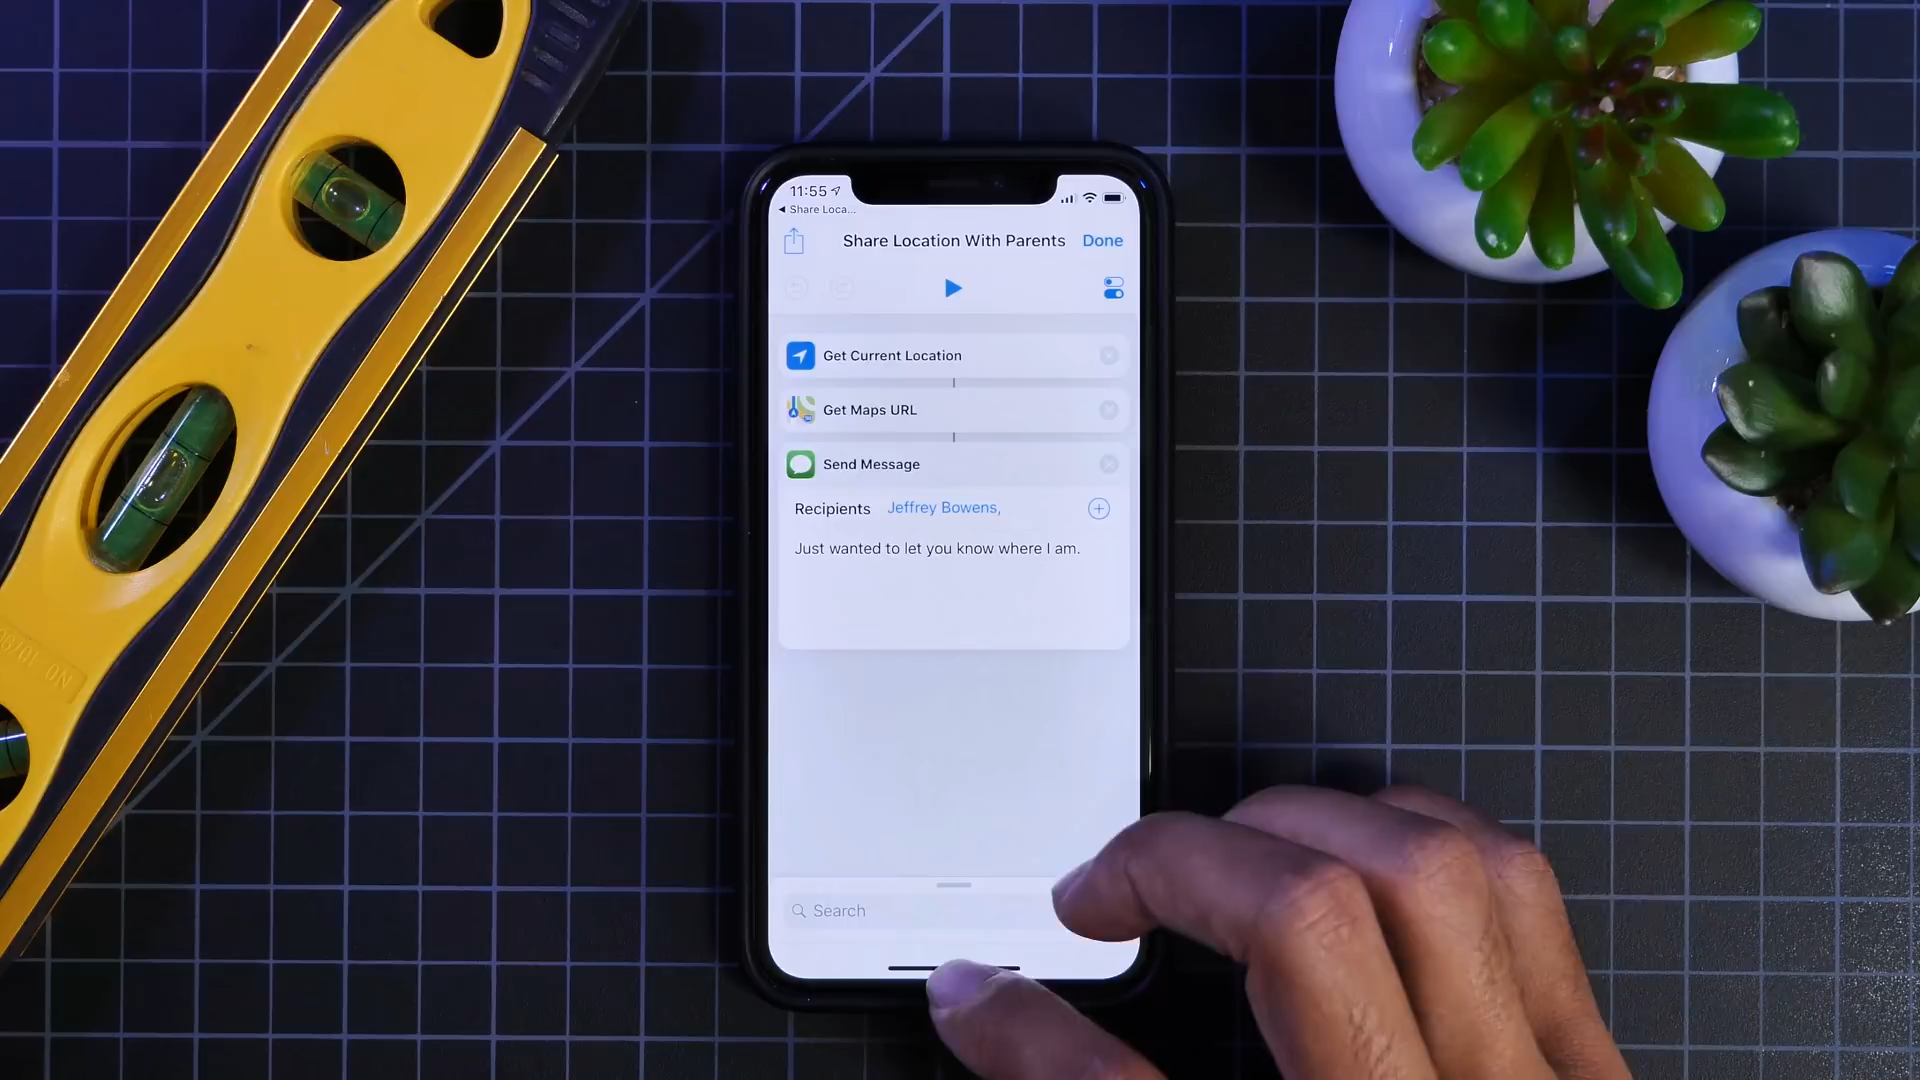 11:55
Share Loca...
Share Location With Parents
Done
Get Current Location
Get Maps URL
Send Message
Recipients Jeffrey Bowens,
Just wanted to let you know where I am.
Search